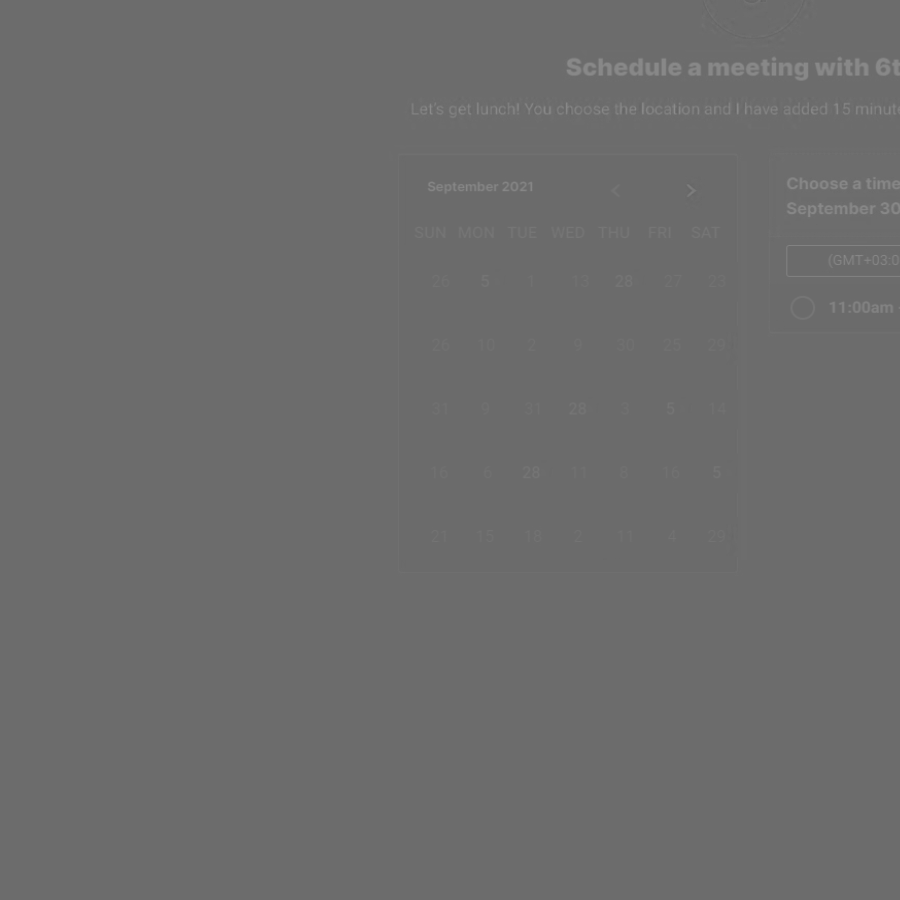 Schedule a meeting with 6t
Let's get lunch! You choose the location and I have added 15 minut
September 2021
SUN MON TUE WED THU FRI SAT
26 5 1 13 28 27 23
26 10 2 9 30 25 29
31 9 31 28 3 5 14
16 6 28 11 8 16 5
21 15 18 2 11 4 29
Choose a time
September 30
(GMT+03:0
11:00am